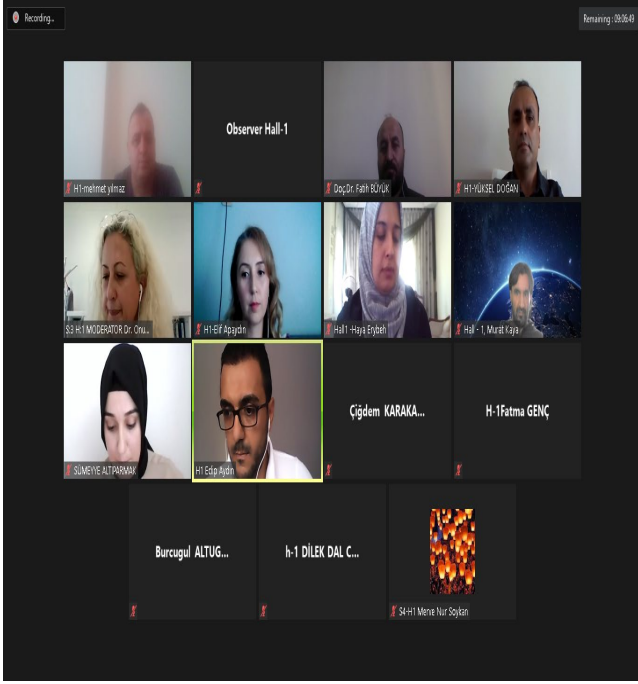 Recording...
Remaining : 09:06:49
H1-mehmet yılmaz
Observer Hall-1
Doç.Dr. Fatih BÜYÜK
H1-YÜKSEL DOĞAN
S:3 H:1 MODERATOR Dr. Onu...
H1-Elif Apaydın
Hall1 -Haya Erybeh
Hall - 1, Murat Kaya
SÜMEYYE ALTIPARMAK
H1 Edip Aydın
Çiğdem KARAKA...
H-1Fatma GENÇ
Burcugul ALTUG...
h-1 DİLEK DAL C...
S4-H1 Merve Nur Soykan